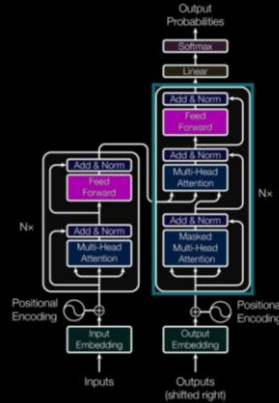 Output
Probabilities
Softmax
Linear
Add & Norm
Feed
Forward
Add & Norm
Multi-Head
Attention
Add & Norm
Masked
Multi-Head
Attention
Nx
Add & Norm
Feed
Forward
Add & Norm
Multi-Head
Attention
Nx
Positional
Encoding
Positional
Encoding
Input
Embedding
Output
Embedding
Inputs
Outputs
(shifted right)